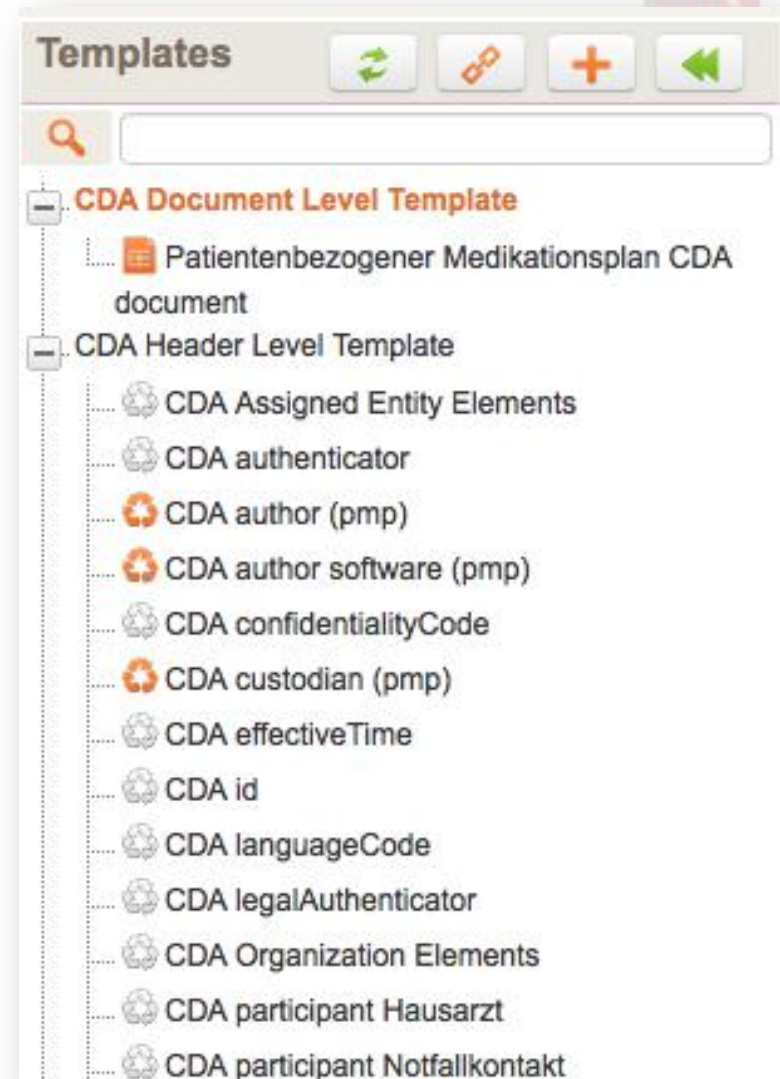 Templates
CDA Document Level Template
Patientenbezogener Medikationsplan CDA
document
CDA Header Level Template
CDA Assigned Entity Elements
CDA authenticator
CDA author (pmp)
CDA author software (pmp)
CDA confidentialityCode
CDA custodian (pmp)
CDA effectiveTime
CDA id
CDA languageCode
CDA legalAuthenticator
CDA Organization Elements
CDA participant Hausarzt
CDA participant Notfallkontakt